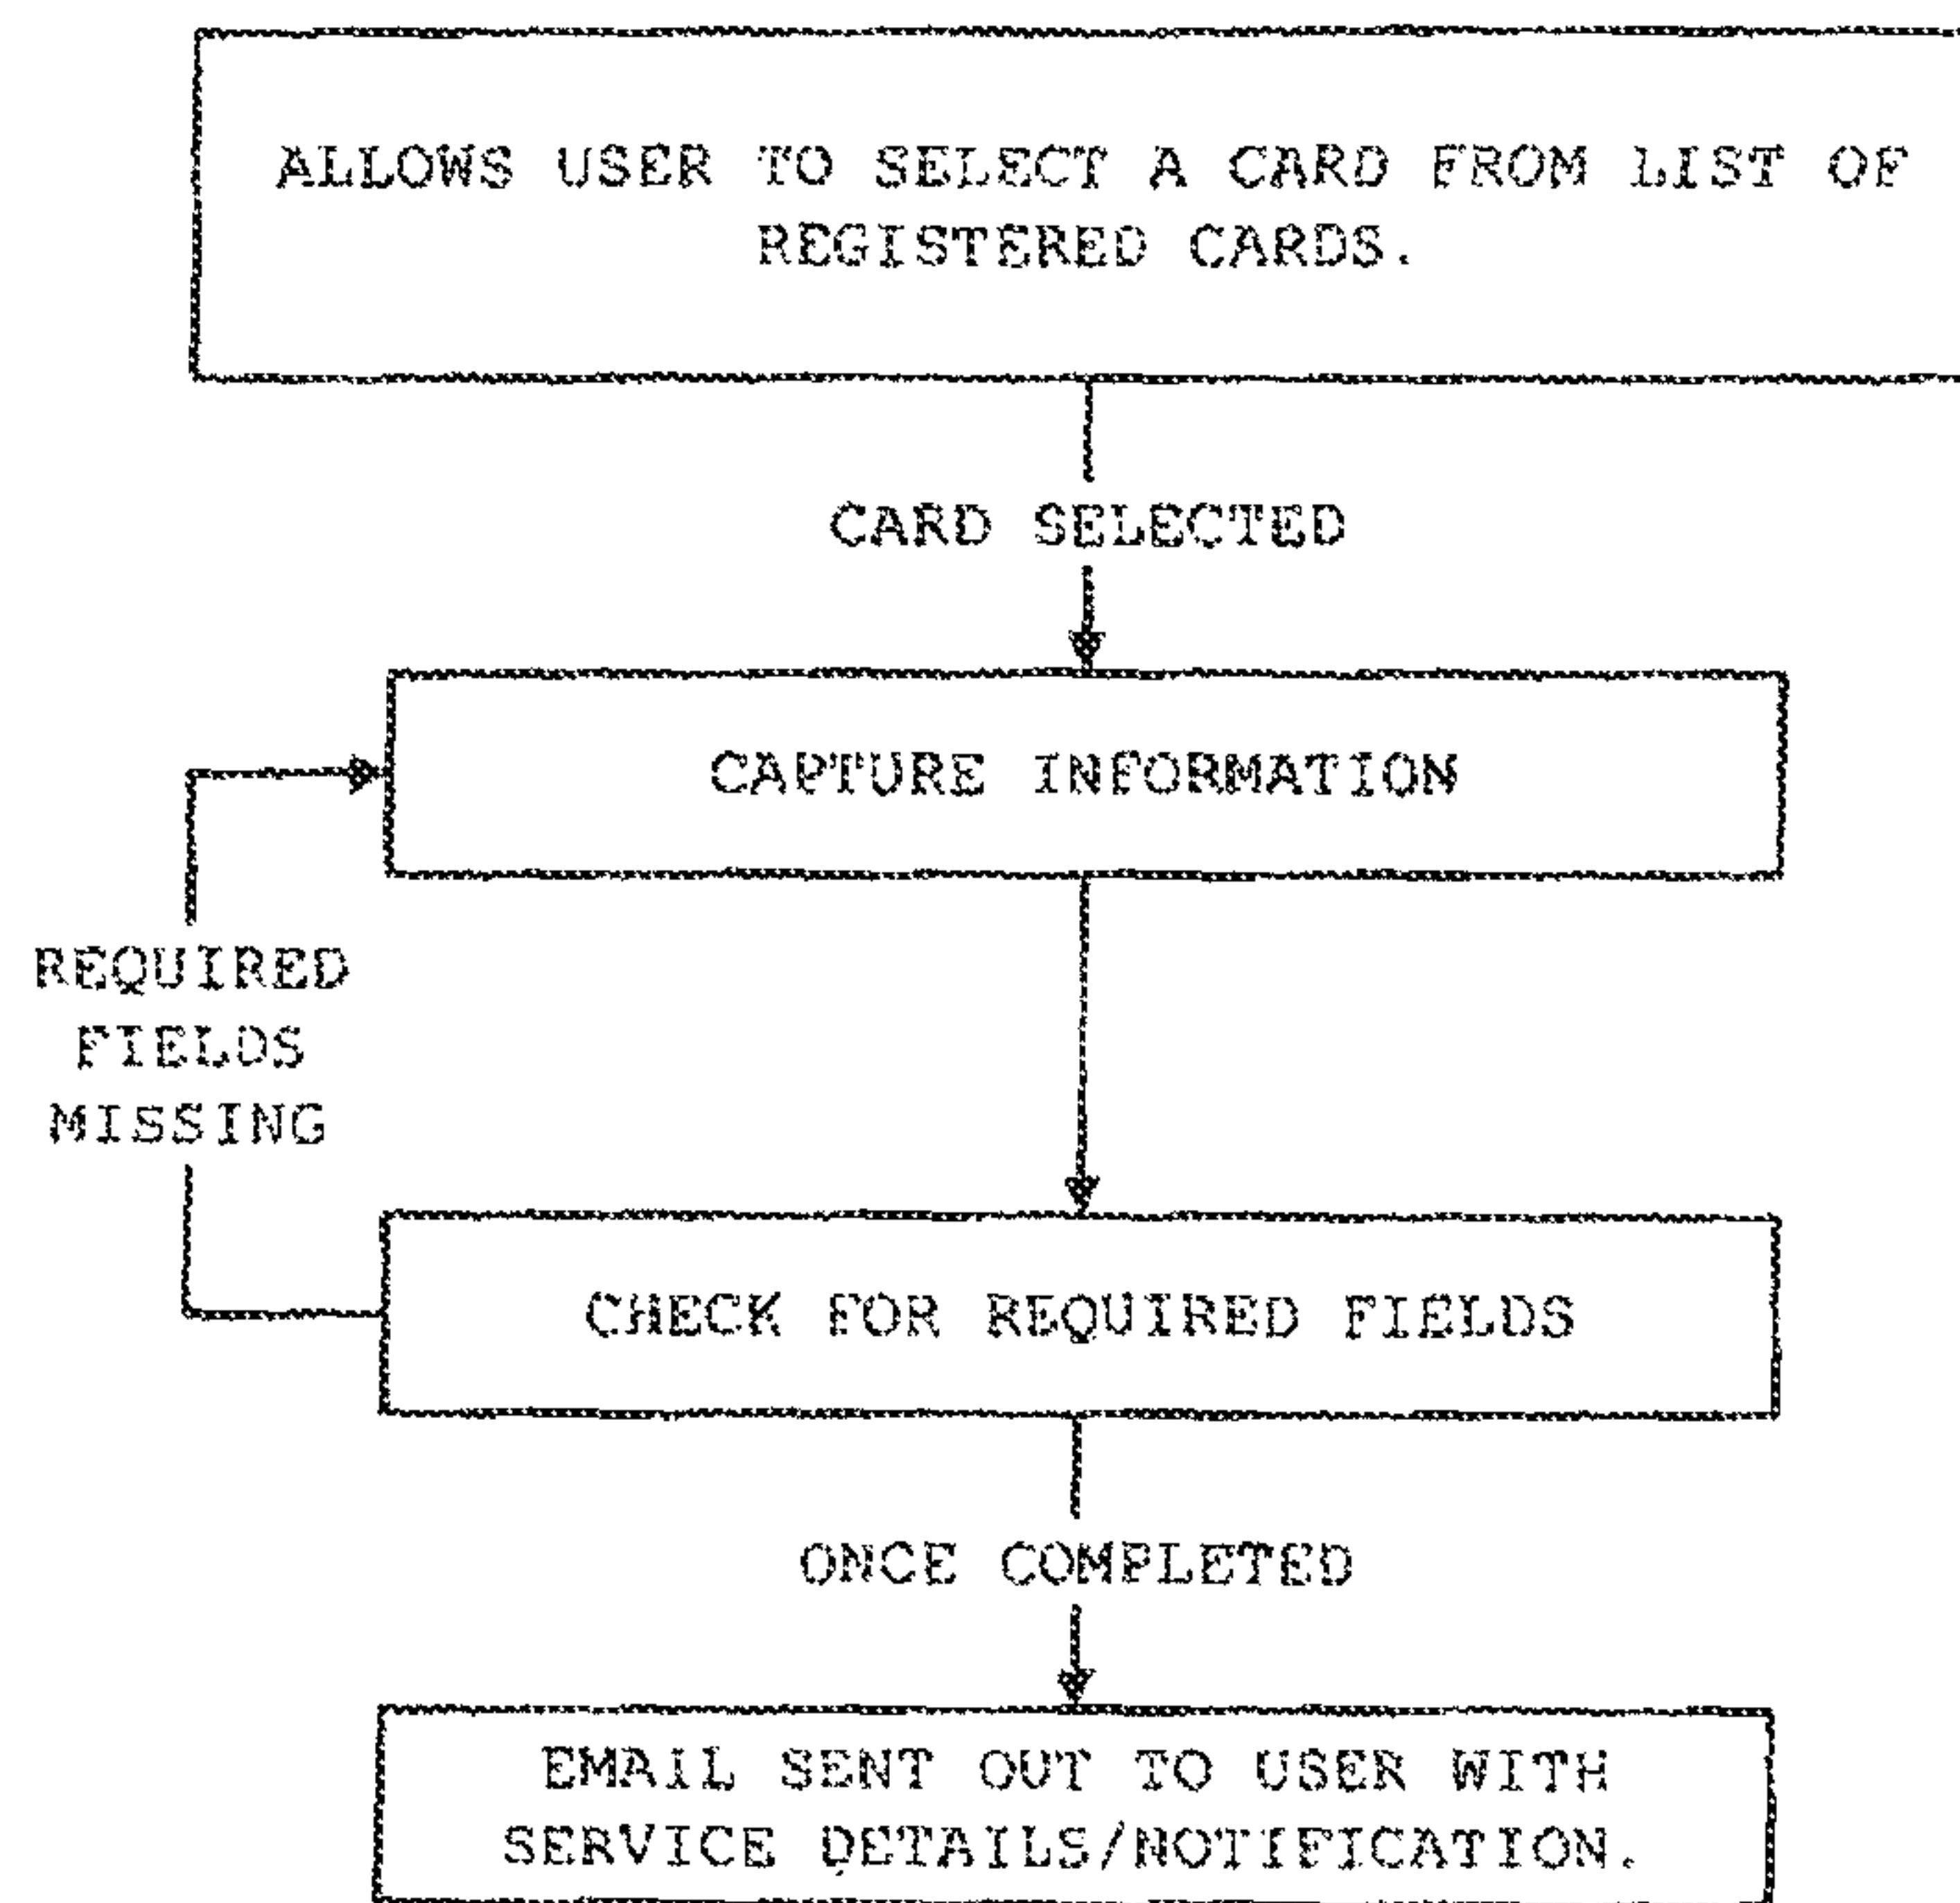 ALLOWS USER TO SELECT A CARD FROM LIST OF
REGISTERED CARDS.
CARD SELECTED
CAPTURE INFORMATION
REQUIRED
FIELDS
MISSING
CHECK FOR REQUIRED FIELDS
ONCE COMPLETED
EMAIL SENT OUT TO USER WITH
SERVICE DETAILS/NOTIFICATION.